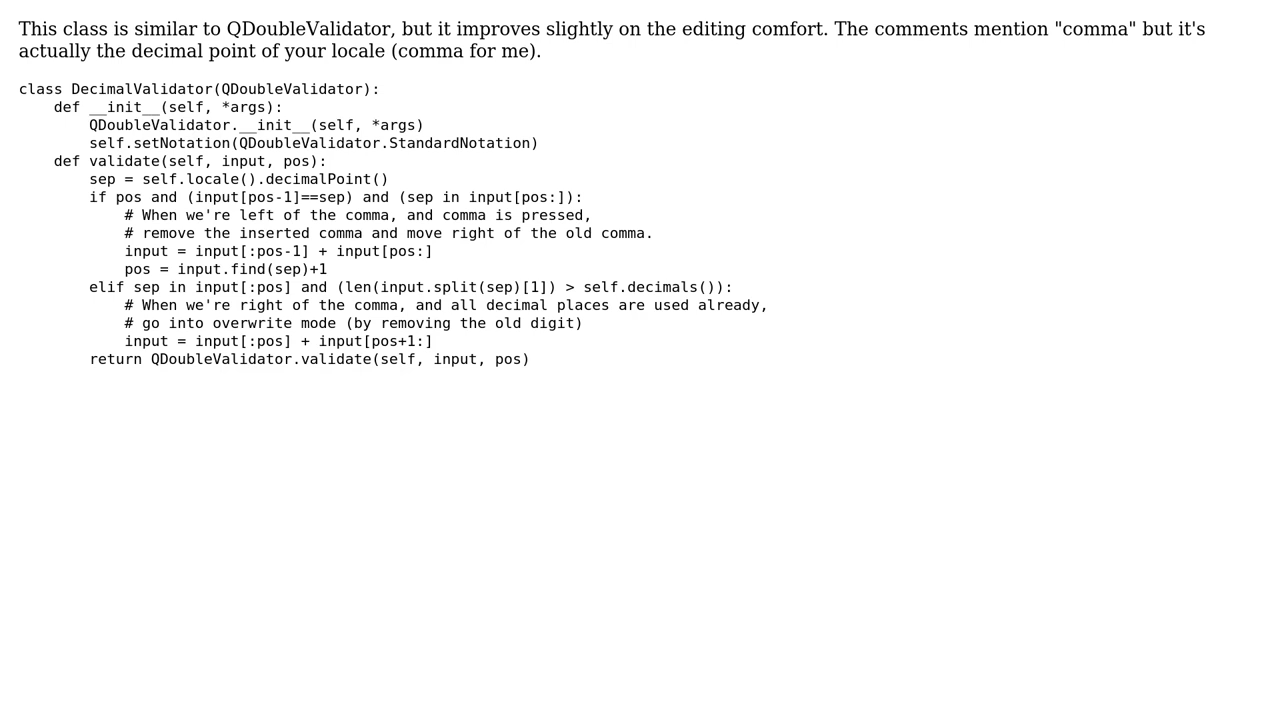 This class is similar to QDoubleValidator, but it improves slightly on the editing comfort. The comments mention "comma" but it's
actually the decimal point of your locale (comma for me).
class DecimalValidator(QDoubleValidator):
    def __init__(self, *args):
        QDoubleValidator.__init__(self, *args)
        self.setNotation(QDoubleValidator.StandardNotation)
    def validate(self, input, pos):
        sep = self.locale().decimalPoint()
        if pos and (input[pos-1]==sep) and (sep in input[pos:]):
            # When we're left of the comma, and comma is pressed,
            # remove the inserted comma and move right of the old comma.
            input = input[:pos-1] + input[pos:]
            pos = input.find(sep)+1
        elif sep in input[:pos] and (len(input.split(sep)[1]) > self.decimals()):
            # When we're right of the comma, and all decimal places are used already,
            # go into overwrite mode (by removing the old digit)
            input = input[:pos] + input[pos+1:]
        return QDoubleValidator.validate(self, input, pos)